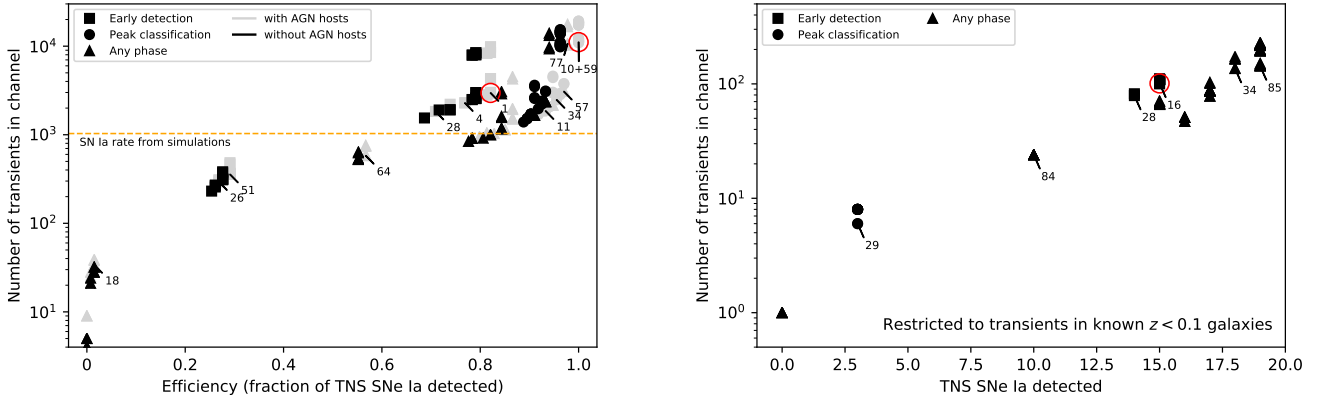 Early detection
Peak classification
Any phase
with AGN hosts
without AGN hosts
Number of transients in channel
10⁴
10³
10²
10¹
SN Ia rate from simulations
77
10+59
57
34
11
1
4
28
64
51
26
18
0
0.2
0.4
0.6
0.8
1.0
Efficiency (fraction of TNS SNe Ia detected)
Early detection
Peak classification
Any phase
Number of transients in channel
10²
10¹
10⁰
85
34
16
28
84
29
Restricted to transients in known z < 0.1 galaxies
0.0
2.5
5.0
7.5
10.0
12.5
15.0
17.5
20.0
TNS SNe Ia detected